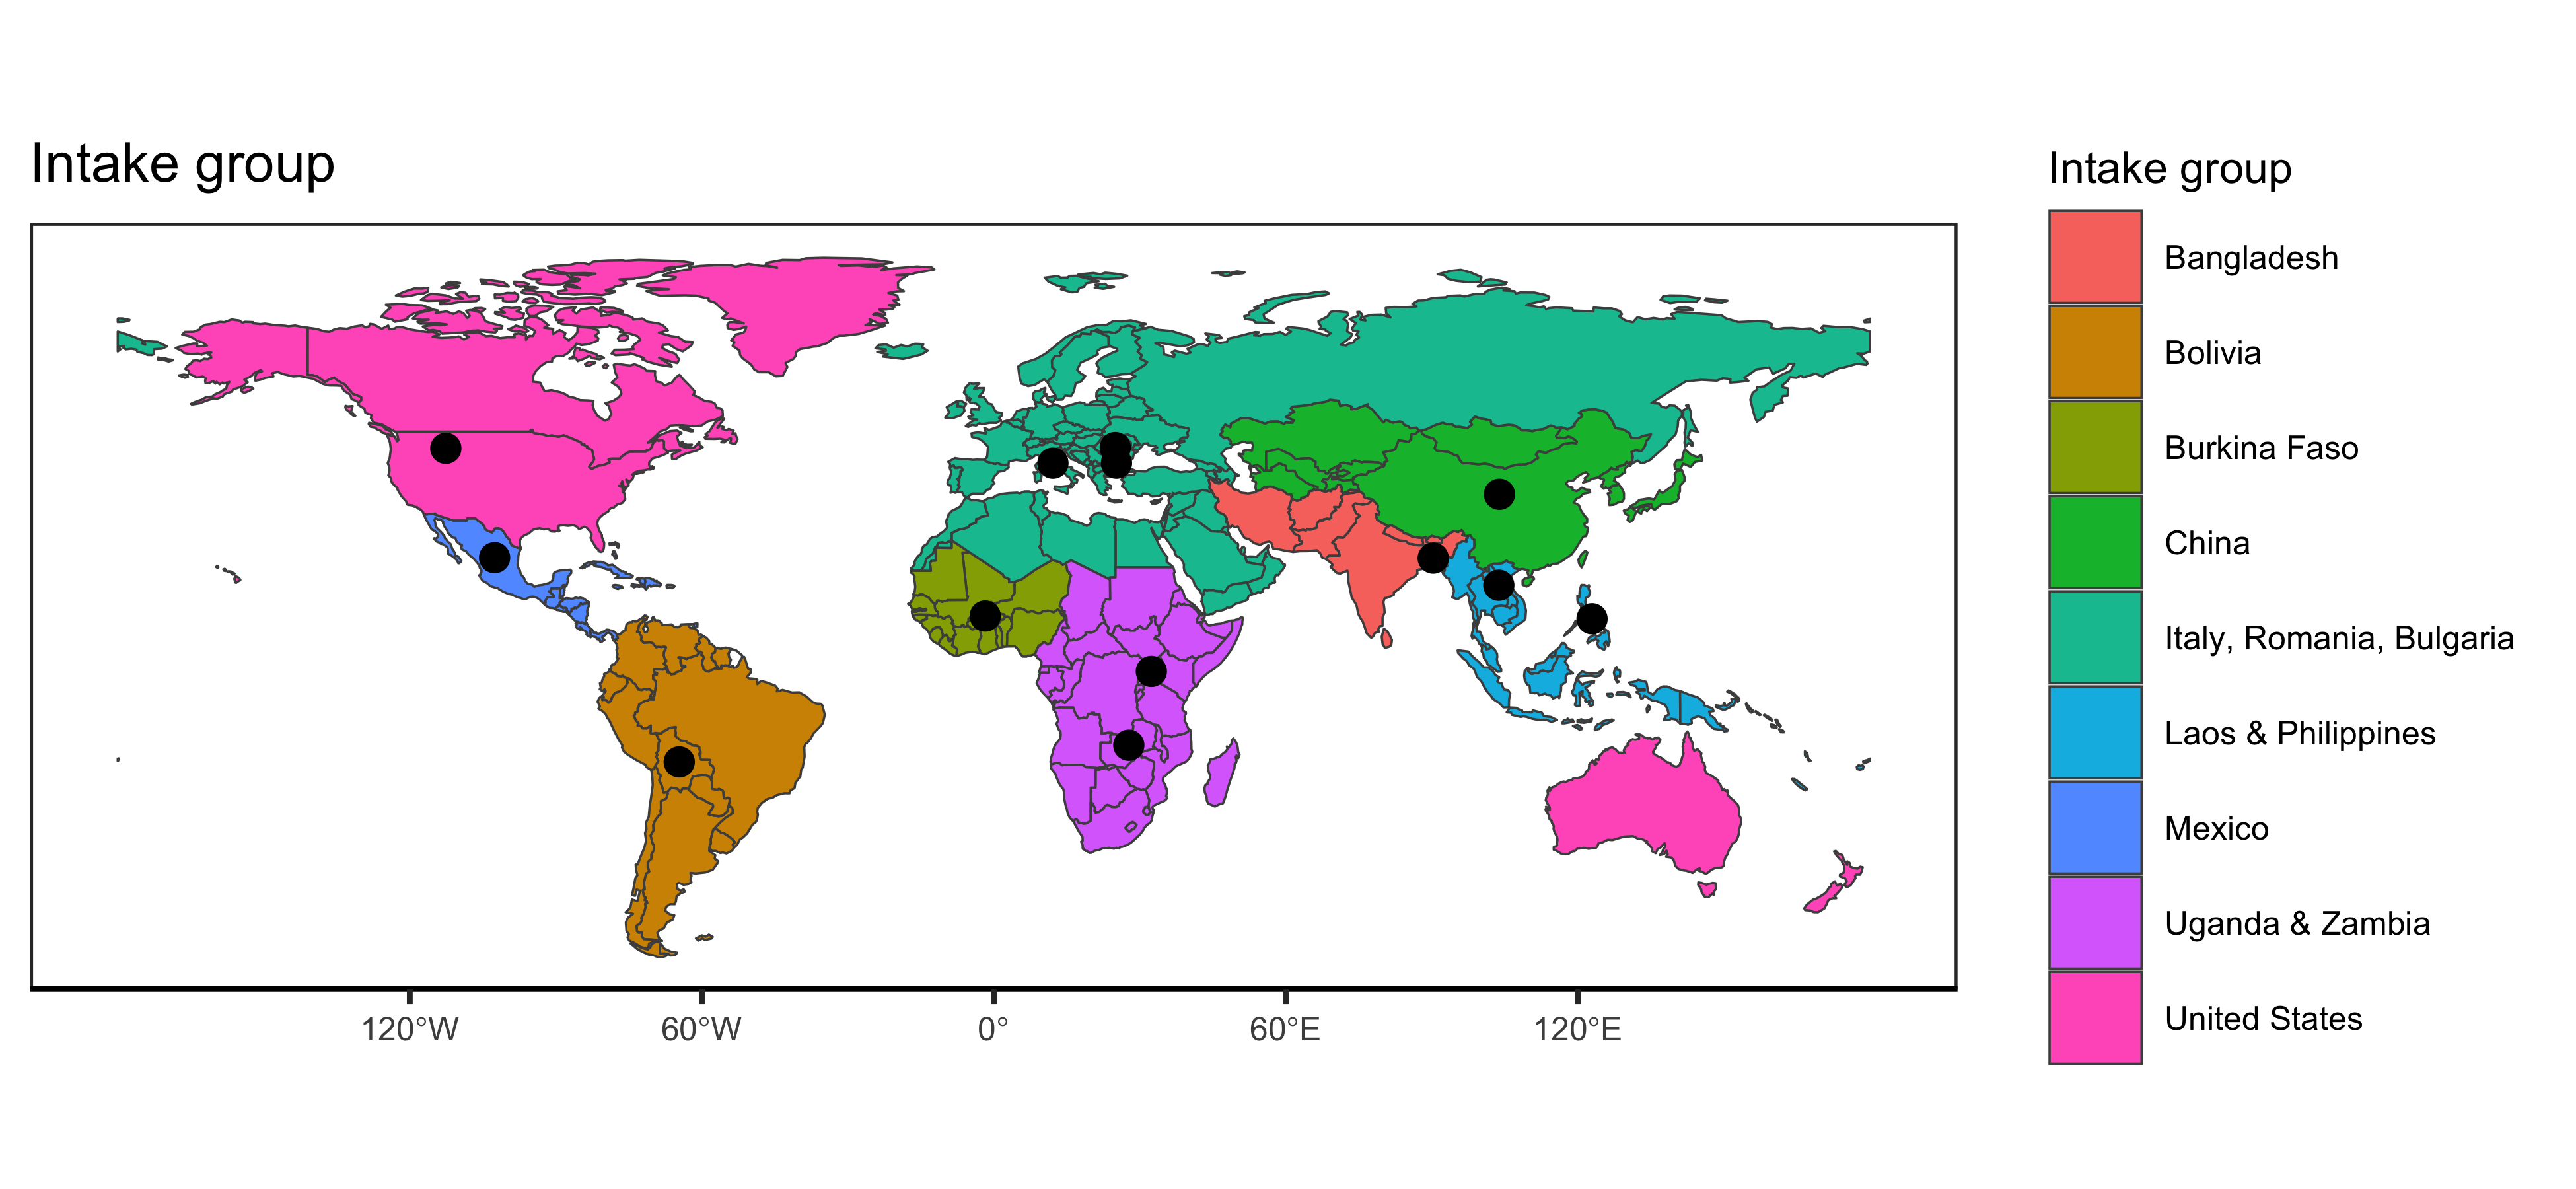 Intake group
120°W
60°W
0°
60°E
120°E
Intake group
Bangladesh
Bolivia
Burkina Faso
China
Italy, Romania, Bulgaria
Laos & Philippines
Mexico
Uganda & Zambia
United States